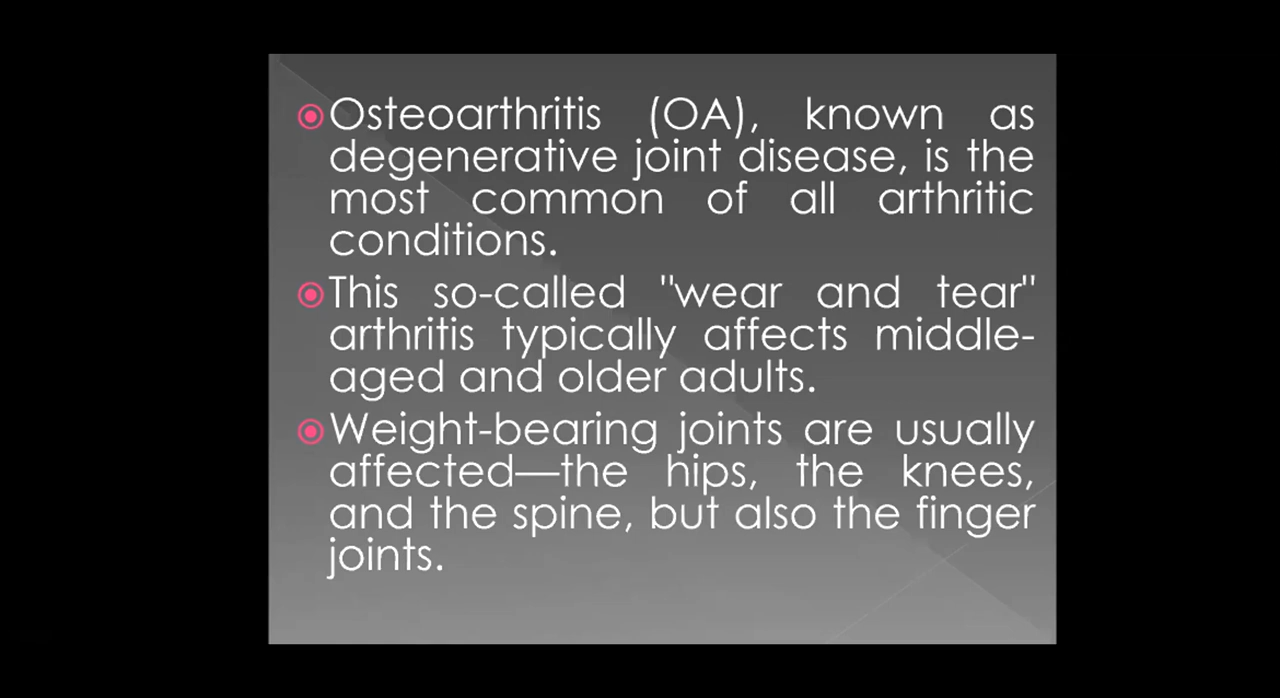 Osteoarthritis (OA), known as
degenerative joint disease, is the
most common of all arthritic
conditions.
This so-called "wear and tear"
arthritis typically affects middle-
aged and older adults.
Weight-bearing joints are usually
affected—the hips, the knees,
and the spine, but also the finger
joints.